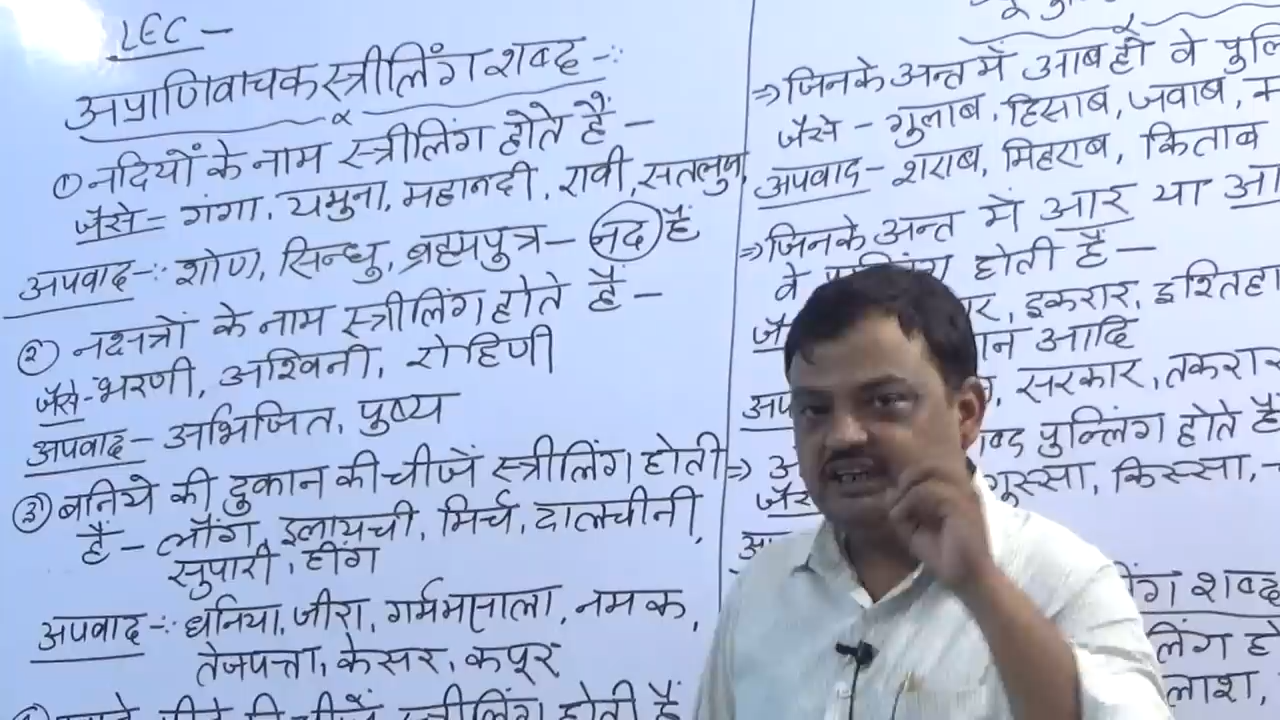 LEC -
अप्राणिवाचक स्त्रीलिंग शब्द -:
① नदियों के नाम स्त्रीलिंग होते हैं -
जैसे - गंगा, यमुना, महानदी, रावी, सतलुज,
अपवाद -: शोण, सिन्धु, ब्रह्मपुत्र - नद हैं
② नक्षत्रों के नाम स्त्रीलिंग होते हैं -
जैसे - भरणी, अश्विनी, रोहिणी
अपवाद - अभिजित, पुष्य
③ बनिये की दुकान की चीजें स्त्रीलिंग होती
हैं - लौंग, इलायची, मिर्च, दालचीनी,
सुपारी, हींग
अपवाद -: धनिया, जीरा, गर्ममसाला, नमक,
तेजपत्ता, केसर, कपूर
चीजें स्त्रीलिंग होती हैं
⇒ जिनके अन्त में आब हो वे
जैसे - गुलाब, हिसाब, जवाब,
अपवाद - शराब, मिहराब, किताब
⇒ जिनके अन्त में आर या
वे होती हैं -
इकरार,
आदि
सरकार, तकरार
पुल्लिंग होते हैं
गुस्सा, किस्सा,
शब्द
लाश,